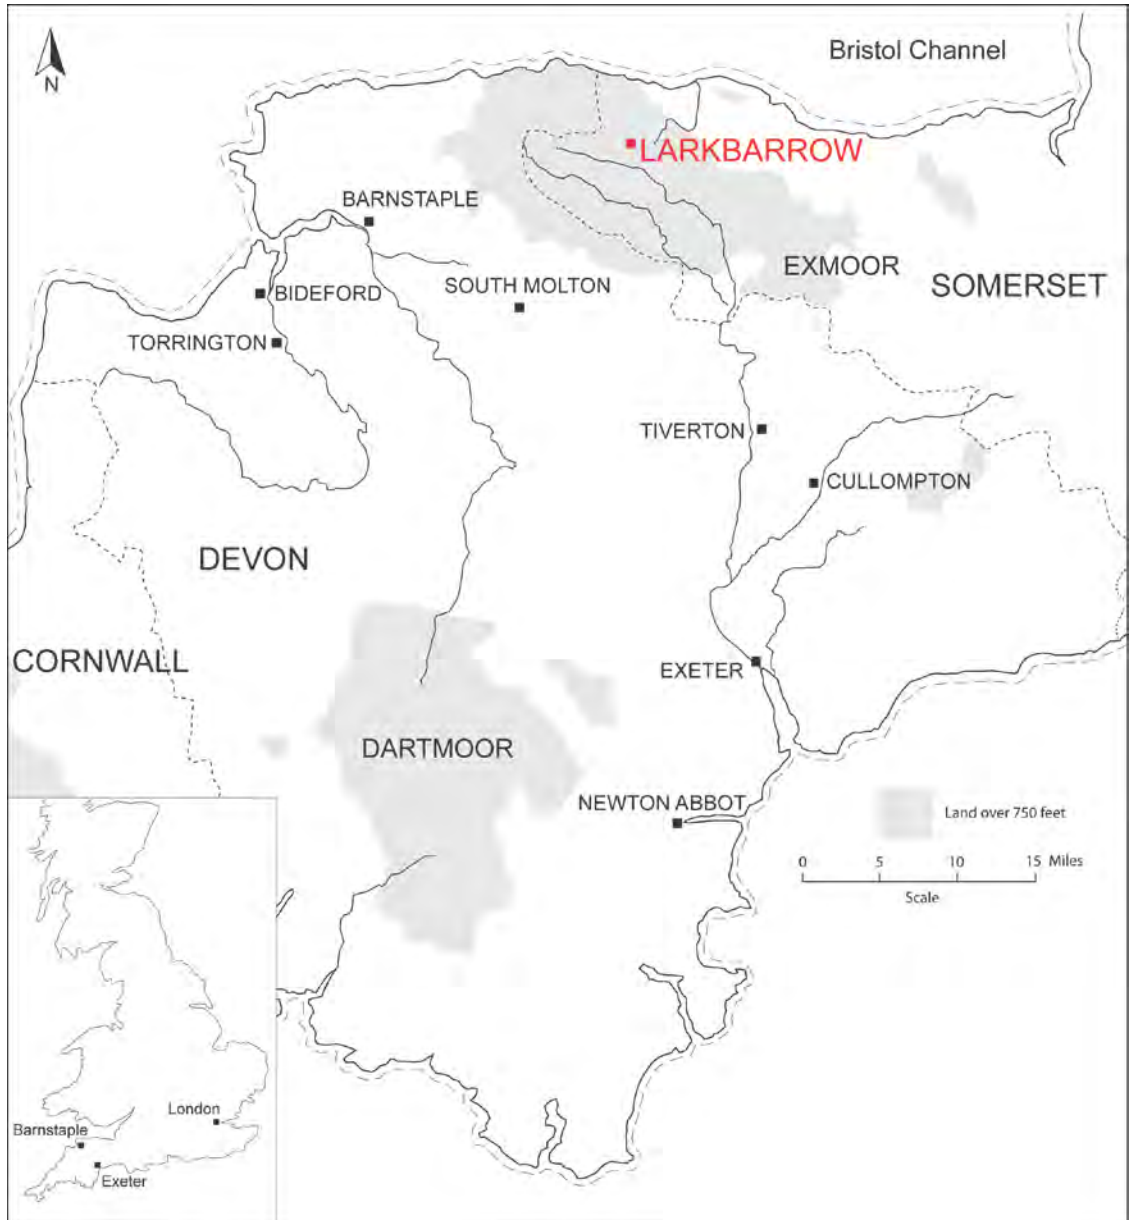 Bristol Channel
N
LARKBARROW
BARNSTAPLE
EXMOOR
SOMERSET
SOUTH MOLTON
BIDEFORD
TORRINGTON
TIVERTON
CULLOMPTON
DEVON
CORNWALL
EXETER
DARTMOOR
NEWTON ABBOT
Land over 750 feet
0 5 10 15 Miles
Scale
London
Barnstaple
Exeter